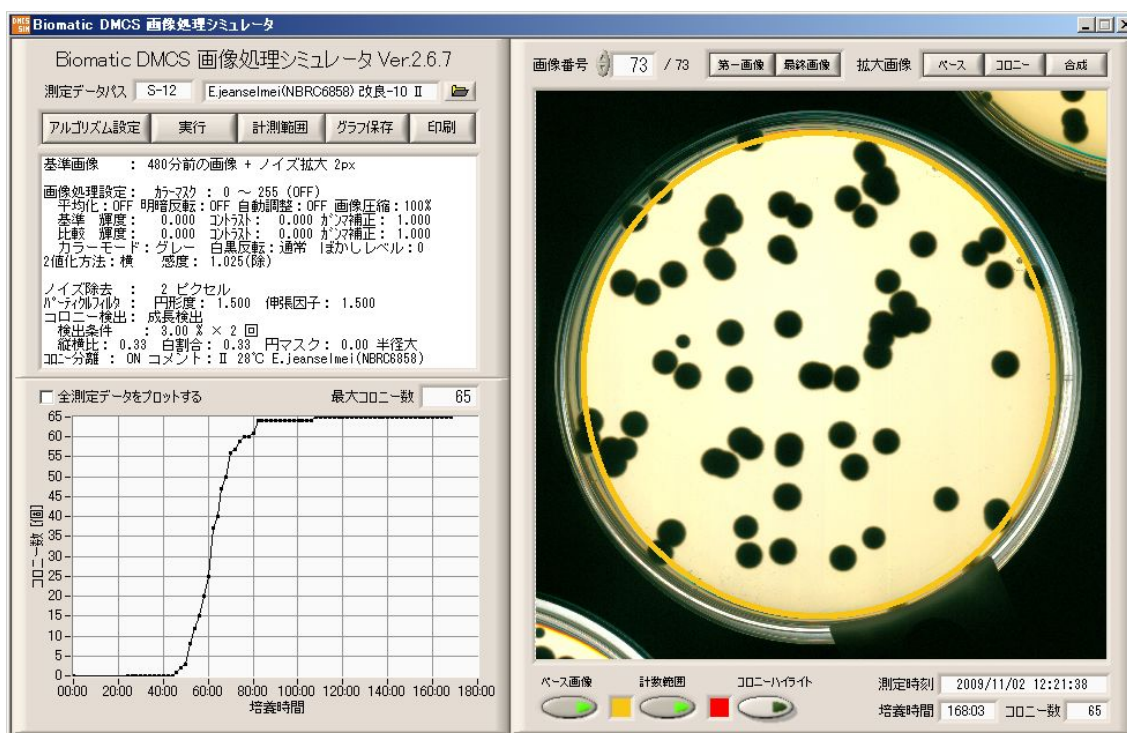 DMCS SIM Biomatic DMCS 画像処理シミュレータ
Biomatic DMCS 画像処理シミュレータ Ver.2.6.7
測定データパス S-12 E.jeanselmei(NBRC6858) 改良-10 Ⅱ
アルゴリズム設定 実行 計測範囲 グラフ保存 印刷
基準画像 : 480分前の画像 + ノイズ拡大 2px
画像処理設定: カラーマスク : 0 ~ 255 (OFF)
平均化:OFF 明暗反転:OFF 自動調整:OFF 画像圧縮:100%
基準 輝度: 0.000 コントラスト: 0.000 ガンマ補正: 1.000
比較 輝度: 0.000 コントラスト: 0.000 ガンマ補正: 1.000
カラーモード:グレー 白黒反転:通常 ぼかしレベル:0
2値化方法:横 感度: 1.025(除)
ノイズ除去 : 2 ピクセル
パーティクルフィルタ : 円形度: 1.500 伸張因子: 1.500
コロニー検出: 成長検出
検出条件 : 3.00 % × 2 回
縦横比: 0.33 白割合: 0.33 円マスク: 0.00 半径大
コロニー分離 : ON コメント:Ⅱ 28℃ E.jeanselmei(NBRC6858)
全測定データをプロットする 最大コロニー数 65
コロニー数 [個]
65
60
55
50
45
40
35
30
25
20
15
10
5
0
00:00 20:00 40:00 60:00 80:00 100:00 120:00 140:00 160:00 180:00
培養時間
画像番号 73 / 73 第一画像 最終画像 拡大画像 ベース コロニー 合成
ベース画像 計数範囲 コロニーハイライト
測定時刻 2009/11/02 12:21:38
培養時間 168:03 コロニー数 65